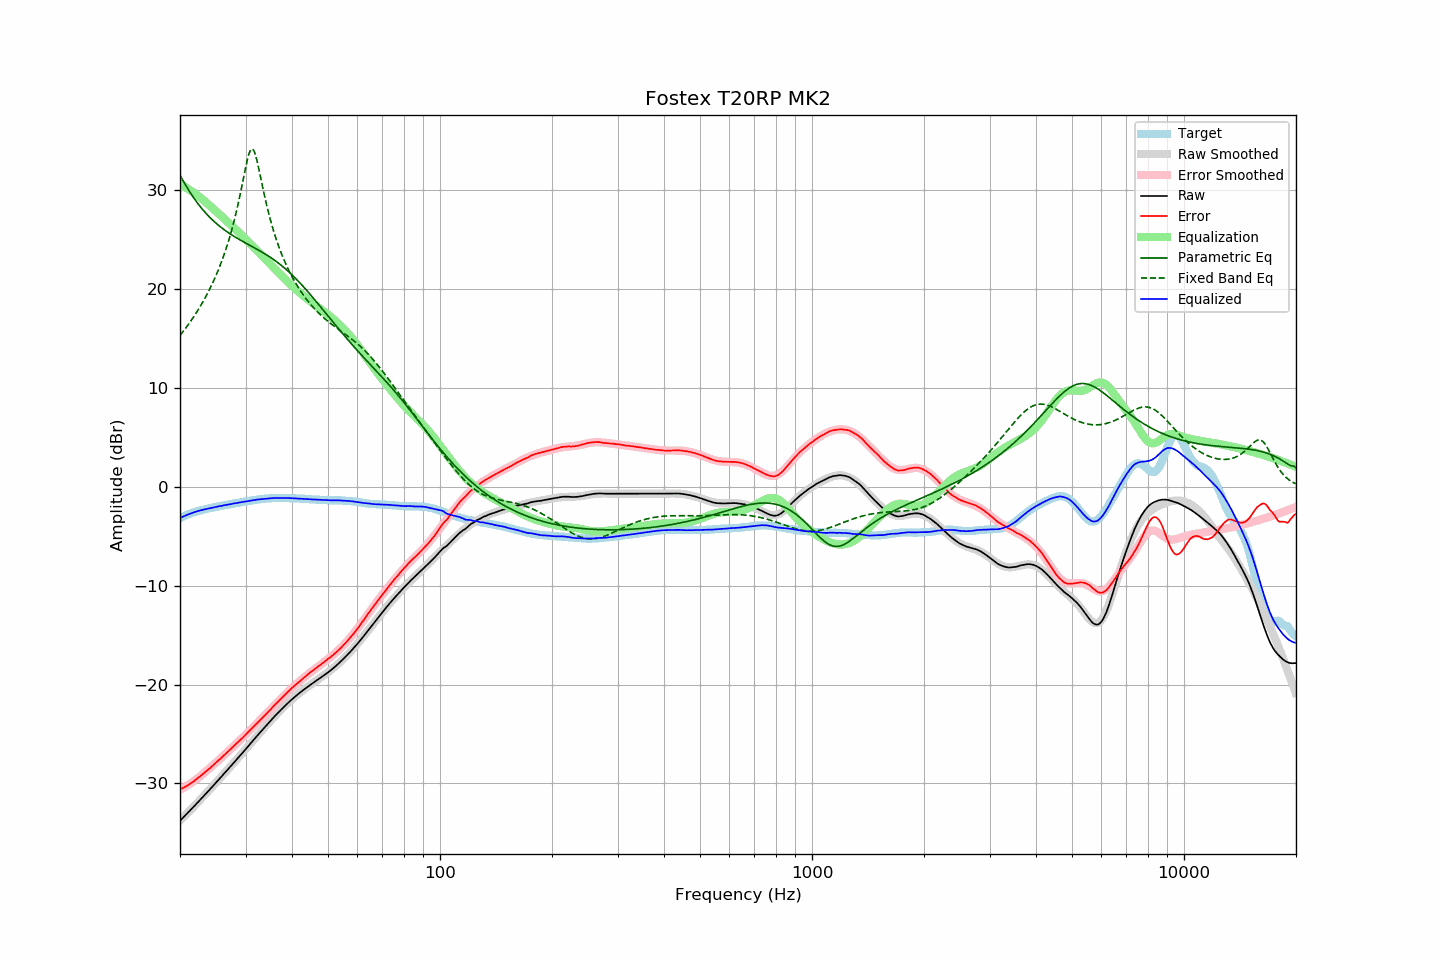 Fostex T20RP MK2
Target
Raw Smoothed
Error Smoothed
Raw
Error
Equalization
Parametric Eq
Fixed Band Eq
Equalized
30
20
10
0
−10
−20
−30
Amplitude (dBr)
100
1000
10000
Frequency (Hz)